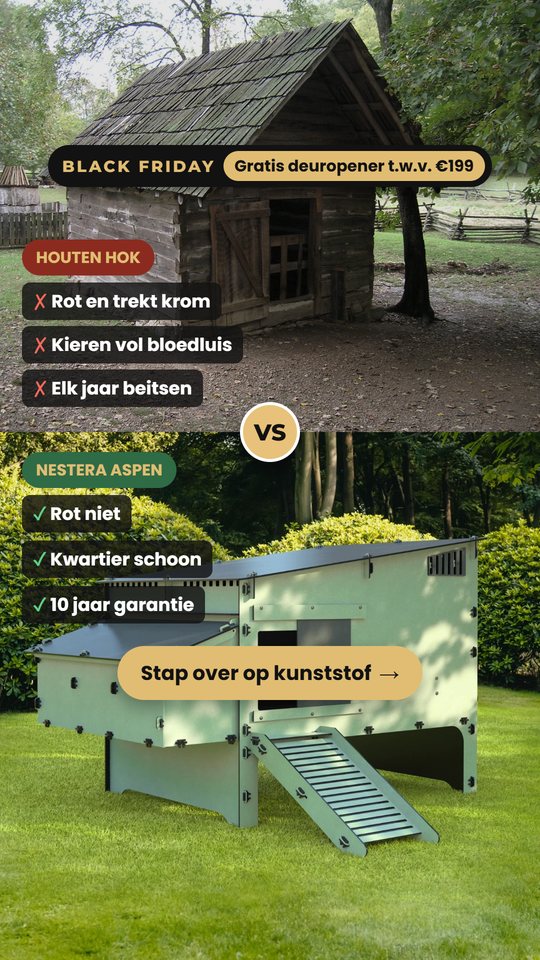 BLACK FRIDAY Gratis deuropener t.w.v. €199
HOUTEN HOK
✗ Rot en trekt krom
✗ Kieren vol bloedluis
✗ Elk jaar beitsen
VS
NESTERA ASPEN
✓ Rot niet
✓ Kwartier schoon
✓ 10 jaar garantie
Stap over op kunststof →